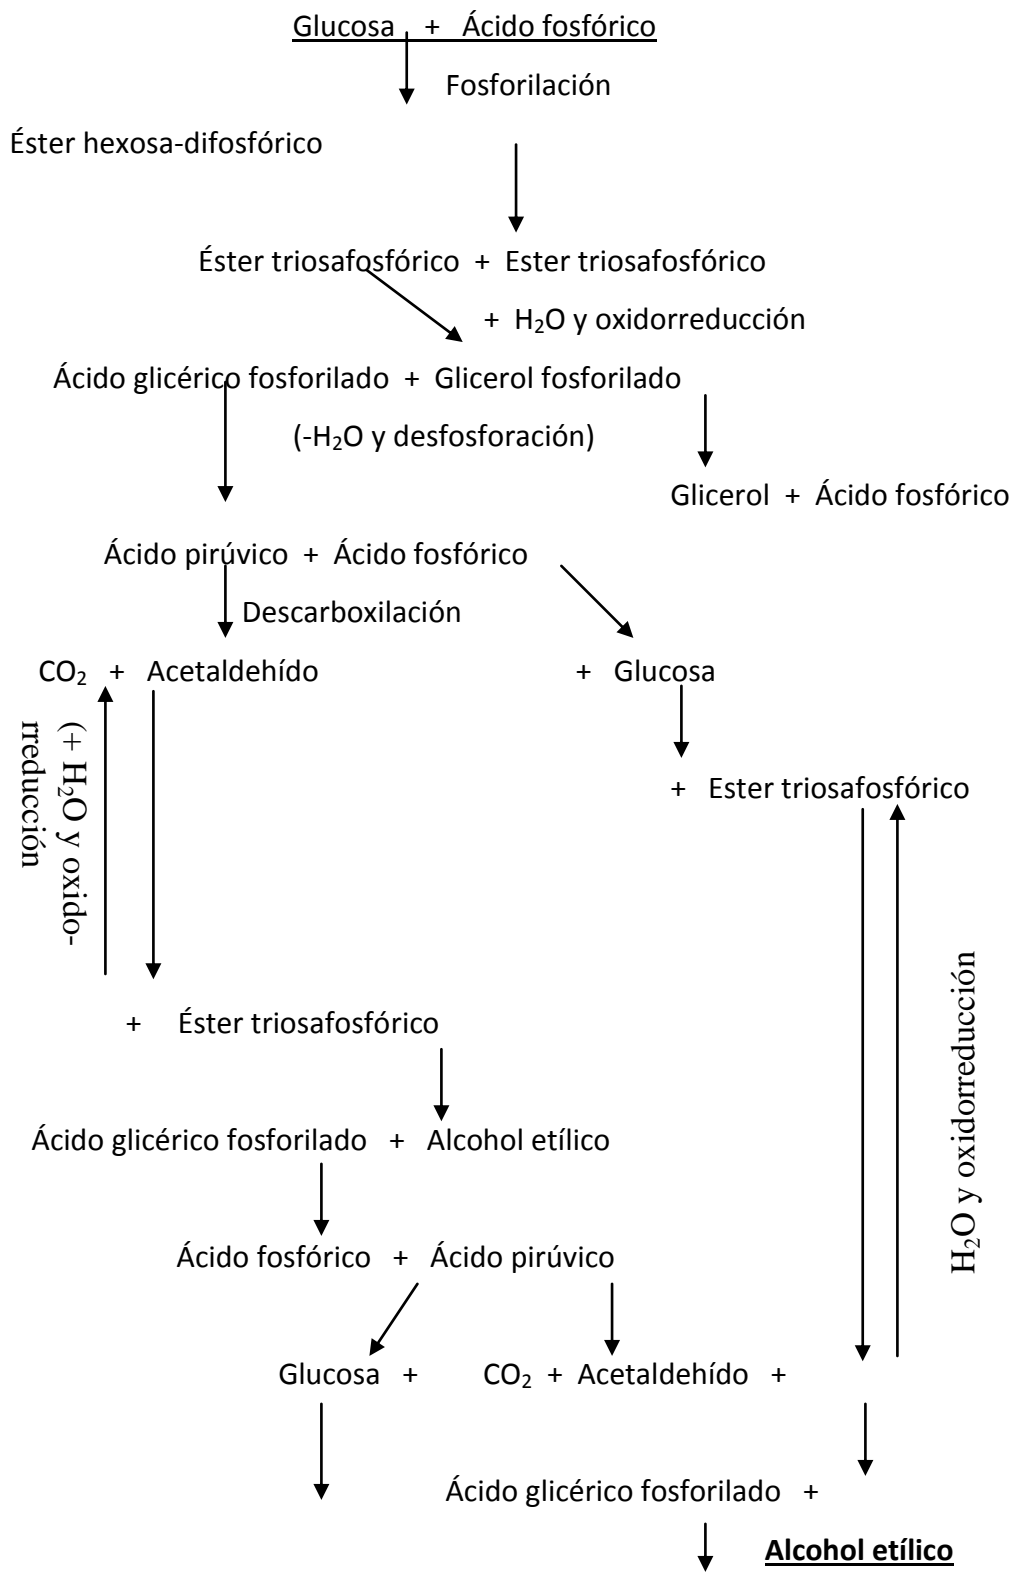 Glucosa + Ácido fosfórico
Fosforilación
Éster hexosa-difosfórico
Éster triosafosfórico + Ester triosafosfórico
+ H₂O y oxidorreducción
Ácido glicérico fosforilado + Glicerol fosforilado
(-H₂O y desfosforación)
Glicerol + Ácido fosfórico
Ácido pirúvico + Ácido fosfórico
Descarboxilación
CO₂ + Acetaldehído + Glucosa
(+ H₂O y oxido-
rreducción
+ Ester triosafosfórico
+ Éster triosafosfórico
H₂O y oxidorreducción
Ácido glicérico fosforilado + Alcohol etílico
Ácido fosfórico + Ácido pirúvico
Glucosa + CO₂ + Acetaldehído +
Ácido glicérico fosforilado +
Alcohol etílico